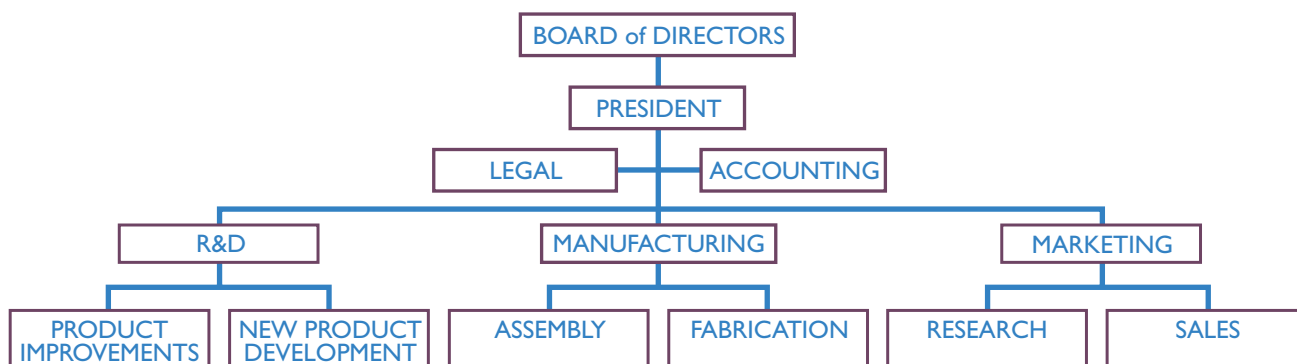 BOARD of DIRECTORS
PRESIDENT
LEGAL
ACCOUNTING
R&D
MANUFACTURING
MARKETING
PRODUCT
IMPROVEMENTS
NEW PRODUCT
DEVELOPMENT
ASSEMBLY
FABRICATION
RESEARCH
SALES